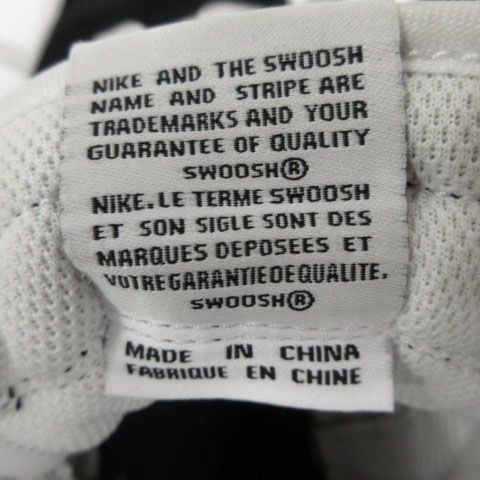 NIKE AND THE SWOOSH
NAME AND STRIPE ARE
TRADEMARKS AND YOUR
GUARANTEE OF QUALITY
SWOOSH®
NIKE.LE TERME SWOOSH
ET SON SIGLE SONT DES
MARQUES DEPOSEES ET
VOTREGARANTIEDEQUALITE.
SWOOSH®
MADE IN CHINA
FABRIQUE EN CHINE